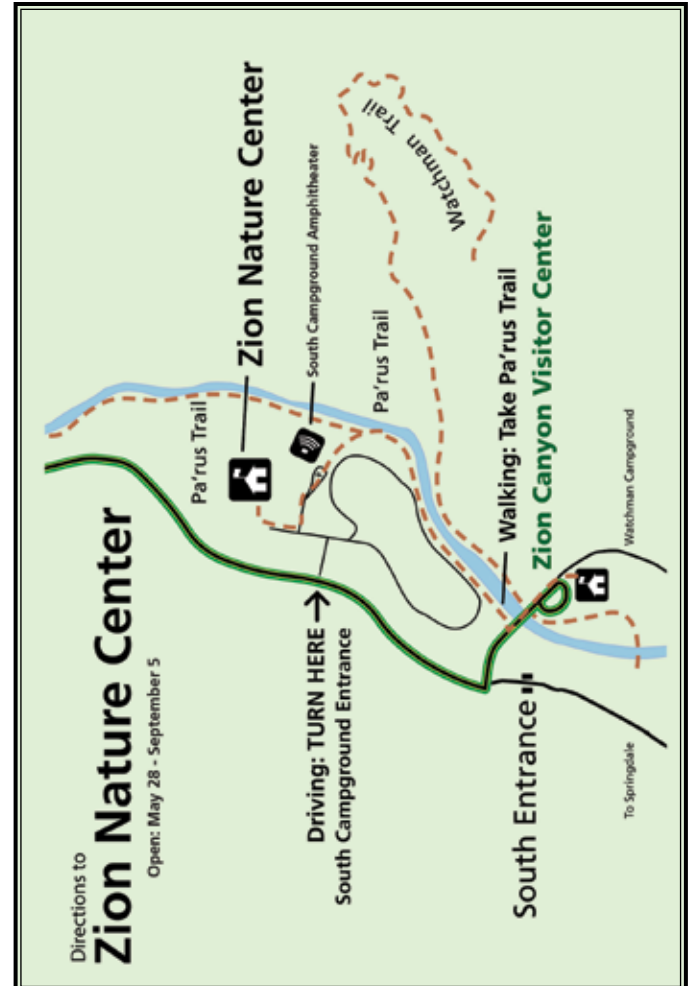 Directions to
Zion Nature Center
Open: May 28 - September 5
Pa'rus Trail
Zion Nature Center
South Campground Amphitheater
Watchman Trail
Pa'rus Trail
Driving: TURN HERE
South Campground Entrance
Walking: Take Pa'rus Trail
Zion Canyon Visitor Center
South Entrance
Watchman Campground
To Springdale